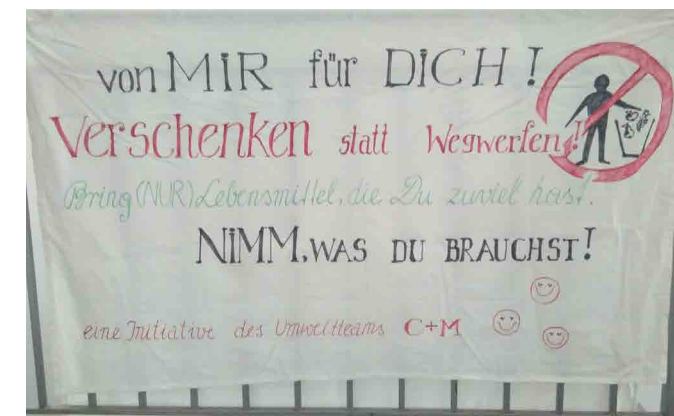 von MIR für DICH!
Verschenken statt Wegwerfen!
Bring (NUR) Lebensmittel, die Du zuviel hast.
NIMM, WAS DU BRAUCHST!
eine Initiative des Umweltteams C+M